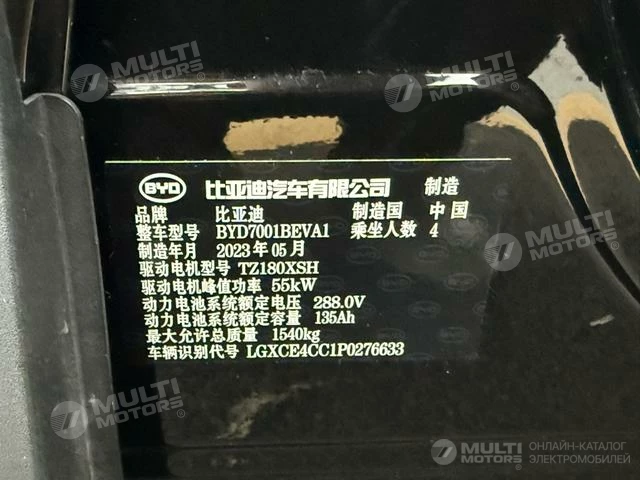 MULTI MOTORS®
MULTI MOTORS®
BYD 比亚迪汽车有限公司 制造
品牌 比亚迪 制造国 中国
整车型号 BYD7001BEVA1 乘坐人数 4
制造年月 2023年05月
驱动电机型号 TZ180XSH
驱动电机峰值功率 55kW
动力电池系统额定电压 288.0V
动力电池系统额定容量 135Ah
最大允许总质量 1540kg
车辆识别代号 LGXCE4CC1P0276633
MULTI MOTORS®
MULTI MOTORS®
MULTI MOTORS®
ОНЛАЙН-КАТАЛОГ
ЭЛЕКТРОМОБИЛЕЙ